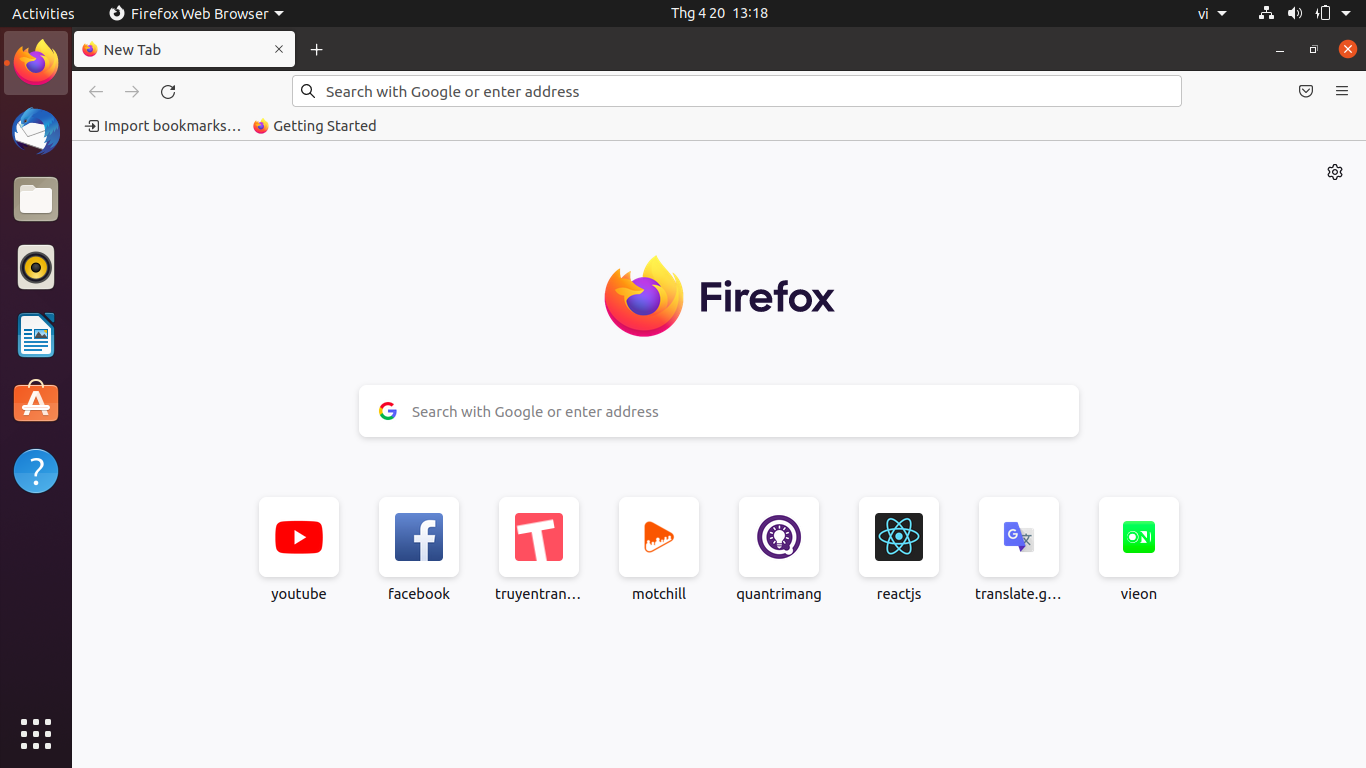 Activities Firefox Web Browser Thg 4 20 13:18 vi
New Tab
Search with Google or enter address
Import bookmarks… Getting Started
Firefox
Search with Google or enter address
youtube facebook truyentran… motchill quantrimang reactjs translate.g… vieon